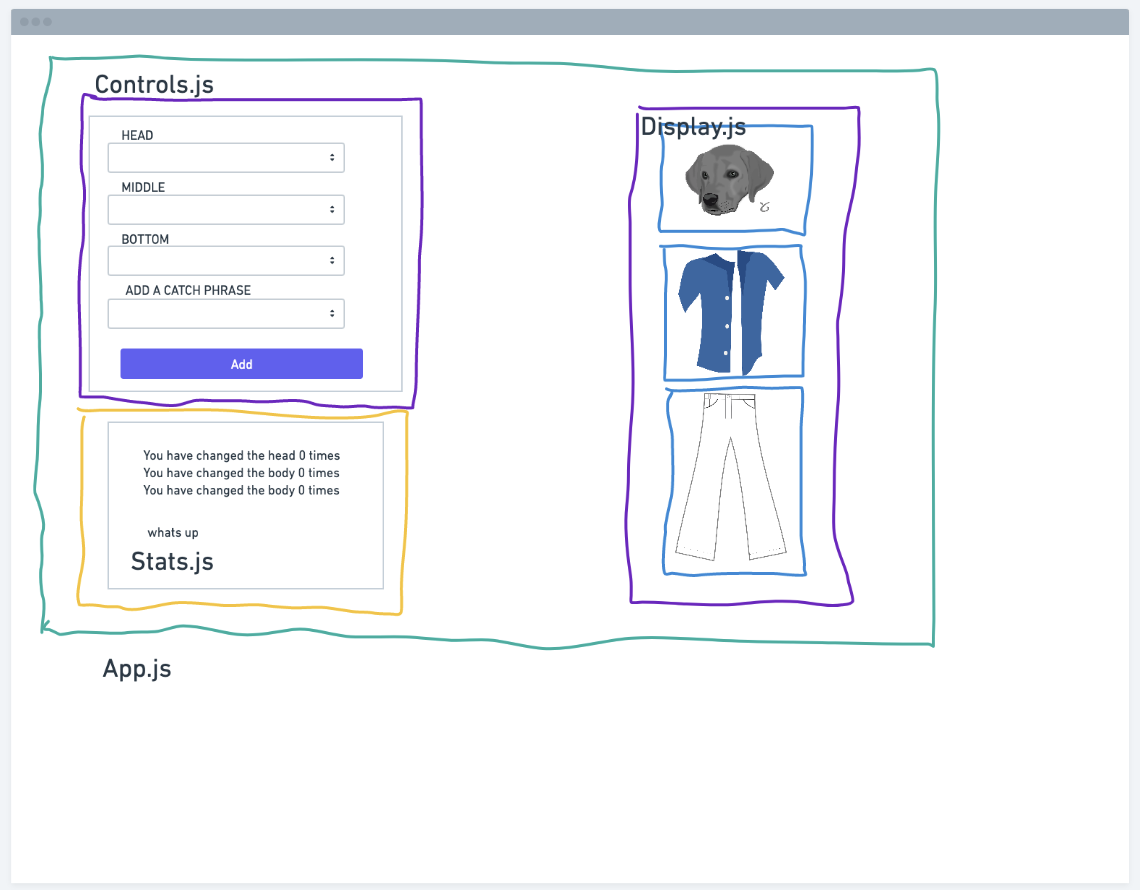 Controls.js
HEAD
MIDDLE
BOTTOM
ADD A CATCH PHRASE
Add
You have changed the head 0 times
You have changed the body 0 times
You have changed the body 0 times
whats up
Stats.js
App.js
Display.js